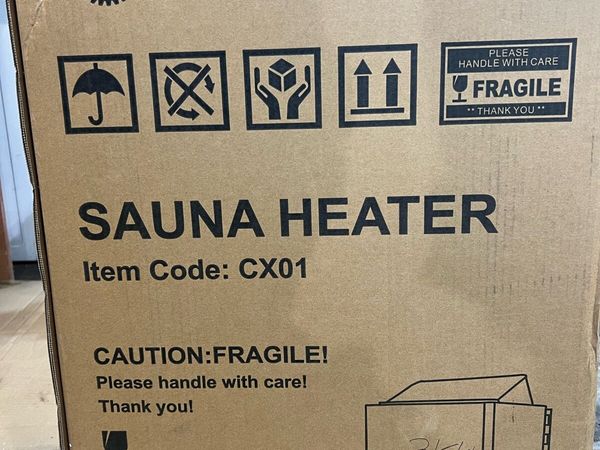 PLEASE
HANDLE WITH CARE
FRAGILE
" THANK YOU "
SAUNA HEATER
Item Code: CX01
CAUTION:FRAGILE!
Please handle with care!
Thank you!